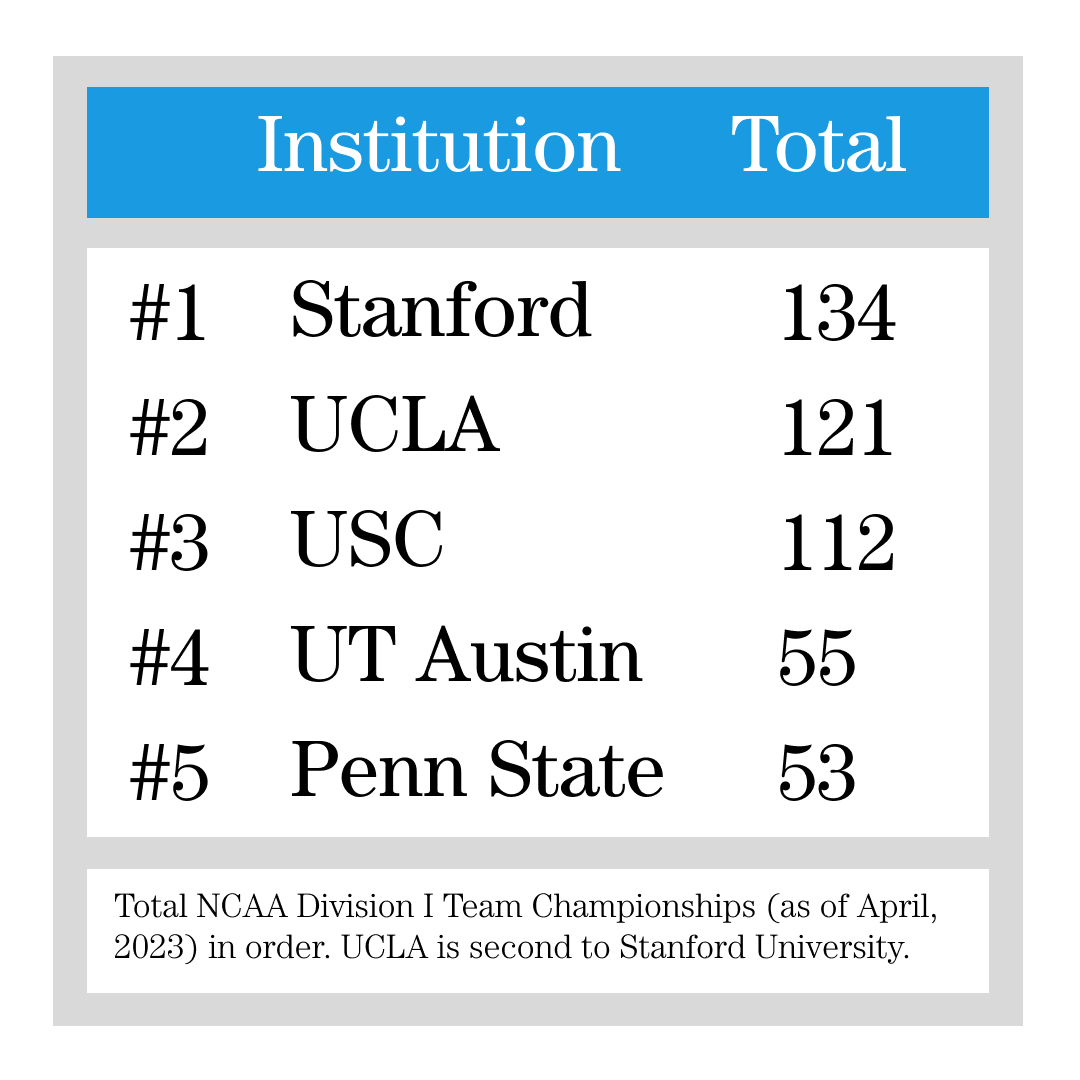 Institution Total
#1 Stanford 134
#2 UCLA 121
#3 USC 112
#4 UT Austin 55
#5 Penn State 53
Total NCAA Division I Team Championships (as of April,
2023) in order. UCLA is second to Stanford University.